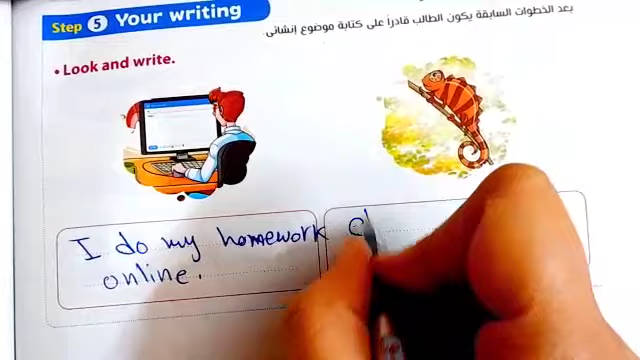 Step 5 Your writing
بعد الخطوات السابقة يكون الطالب قادراً على كتابة موضوع إنشائى.
• Look and write.
I do my homework
online.